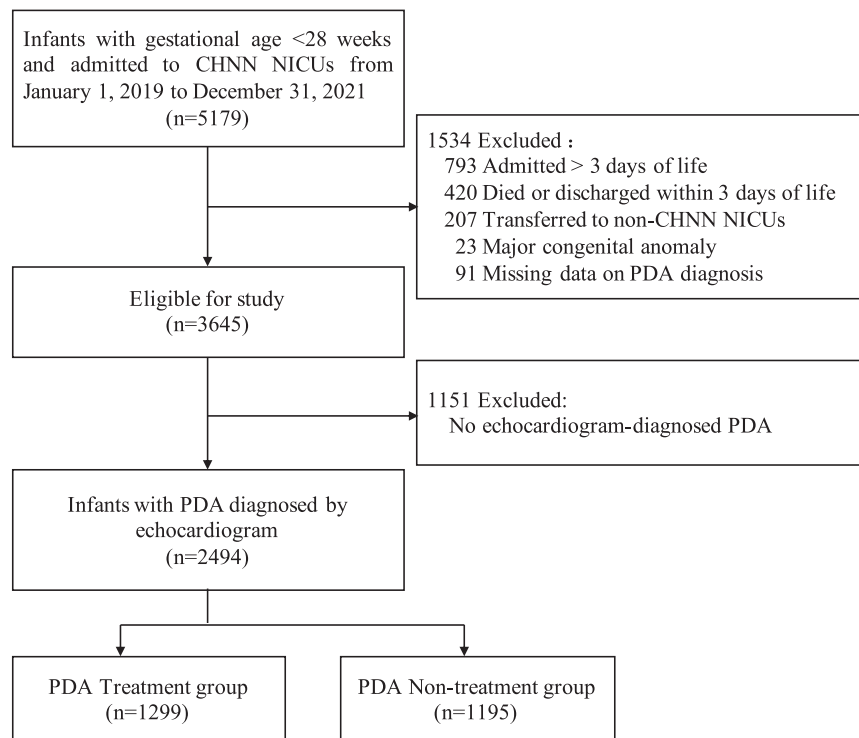 Infants with gestational age <28 weeks
and admitted to CHNN NICUs from
January 1, 2019 to December 31, 2021
(n=5179)
1534 Excluded :
793 Admitted > 3 days of life
420 Died or discharged within 3 days of life
207 Transferred to non-CHNN NICUs
23 Major congenital anomaly
91 Missing data on PDA diagnosis
Eligible for study
(n=3645)
1151 Excluded:
No echocardiogram-diagnosed PDA
Infants with PDA diagnosed by
echocardiogram
(n=2494)
PDA Treatment group
(n=1299)
PDA Non-treatment group
(n=1195)